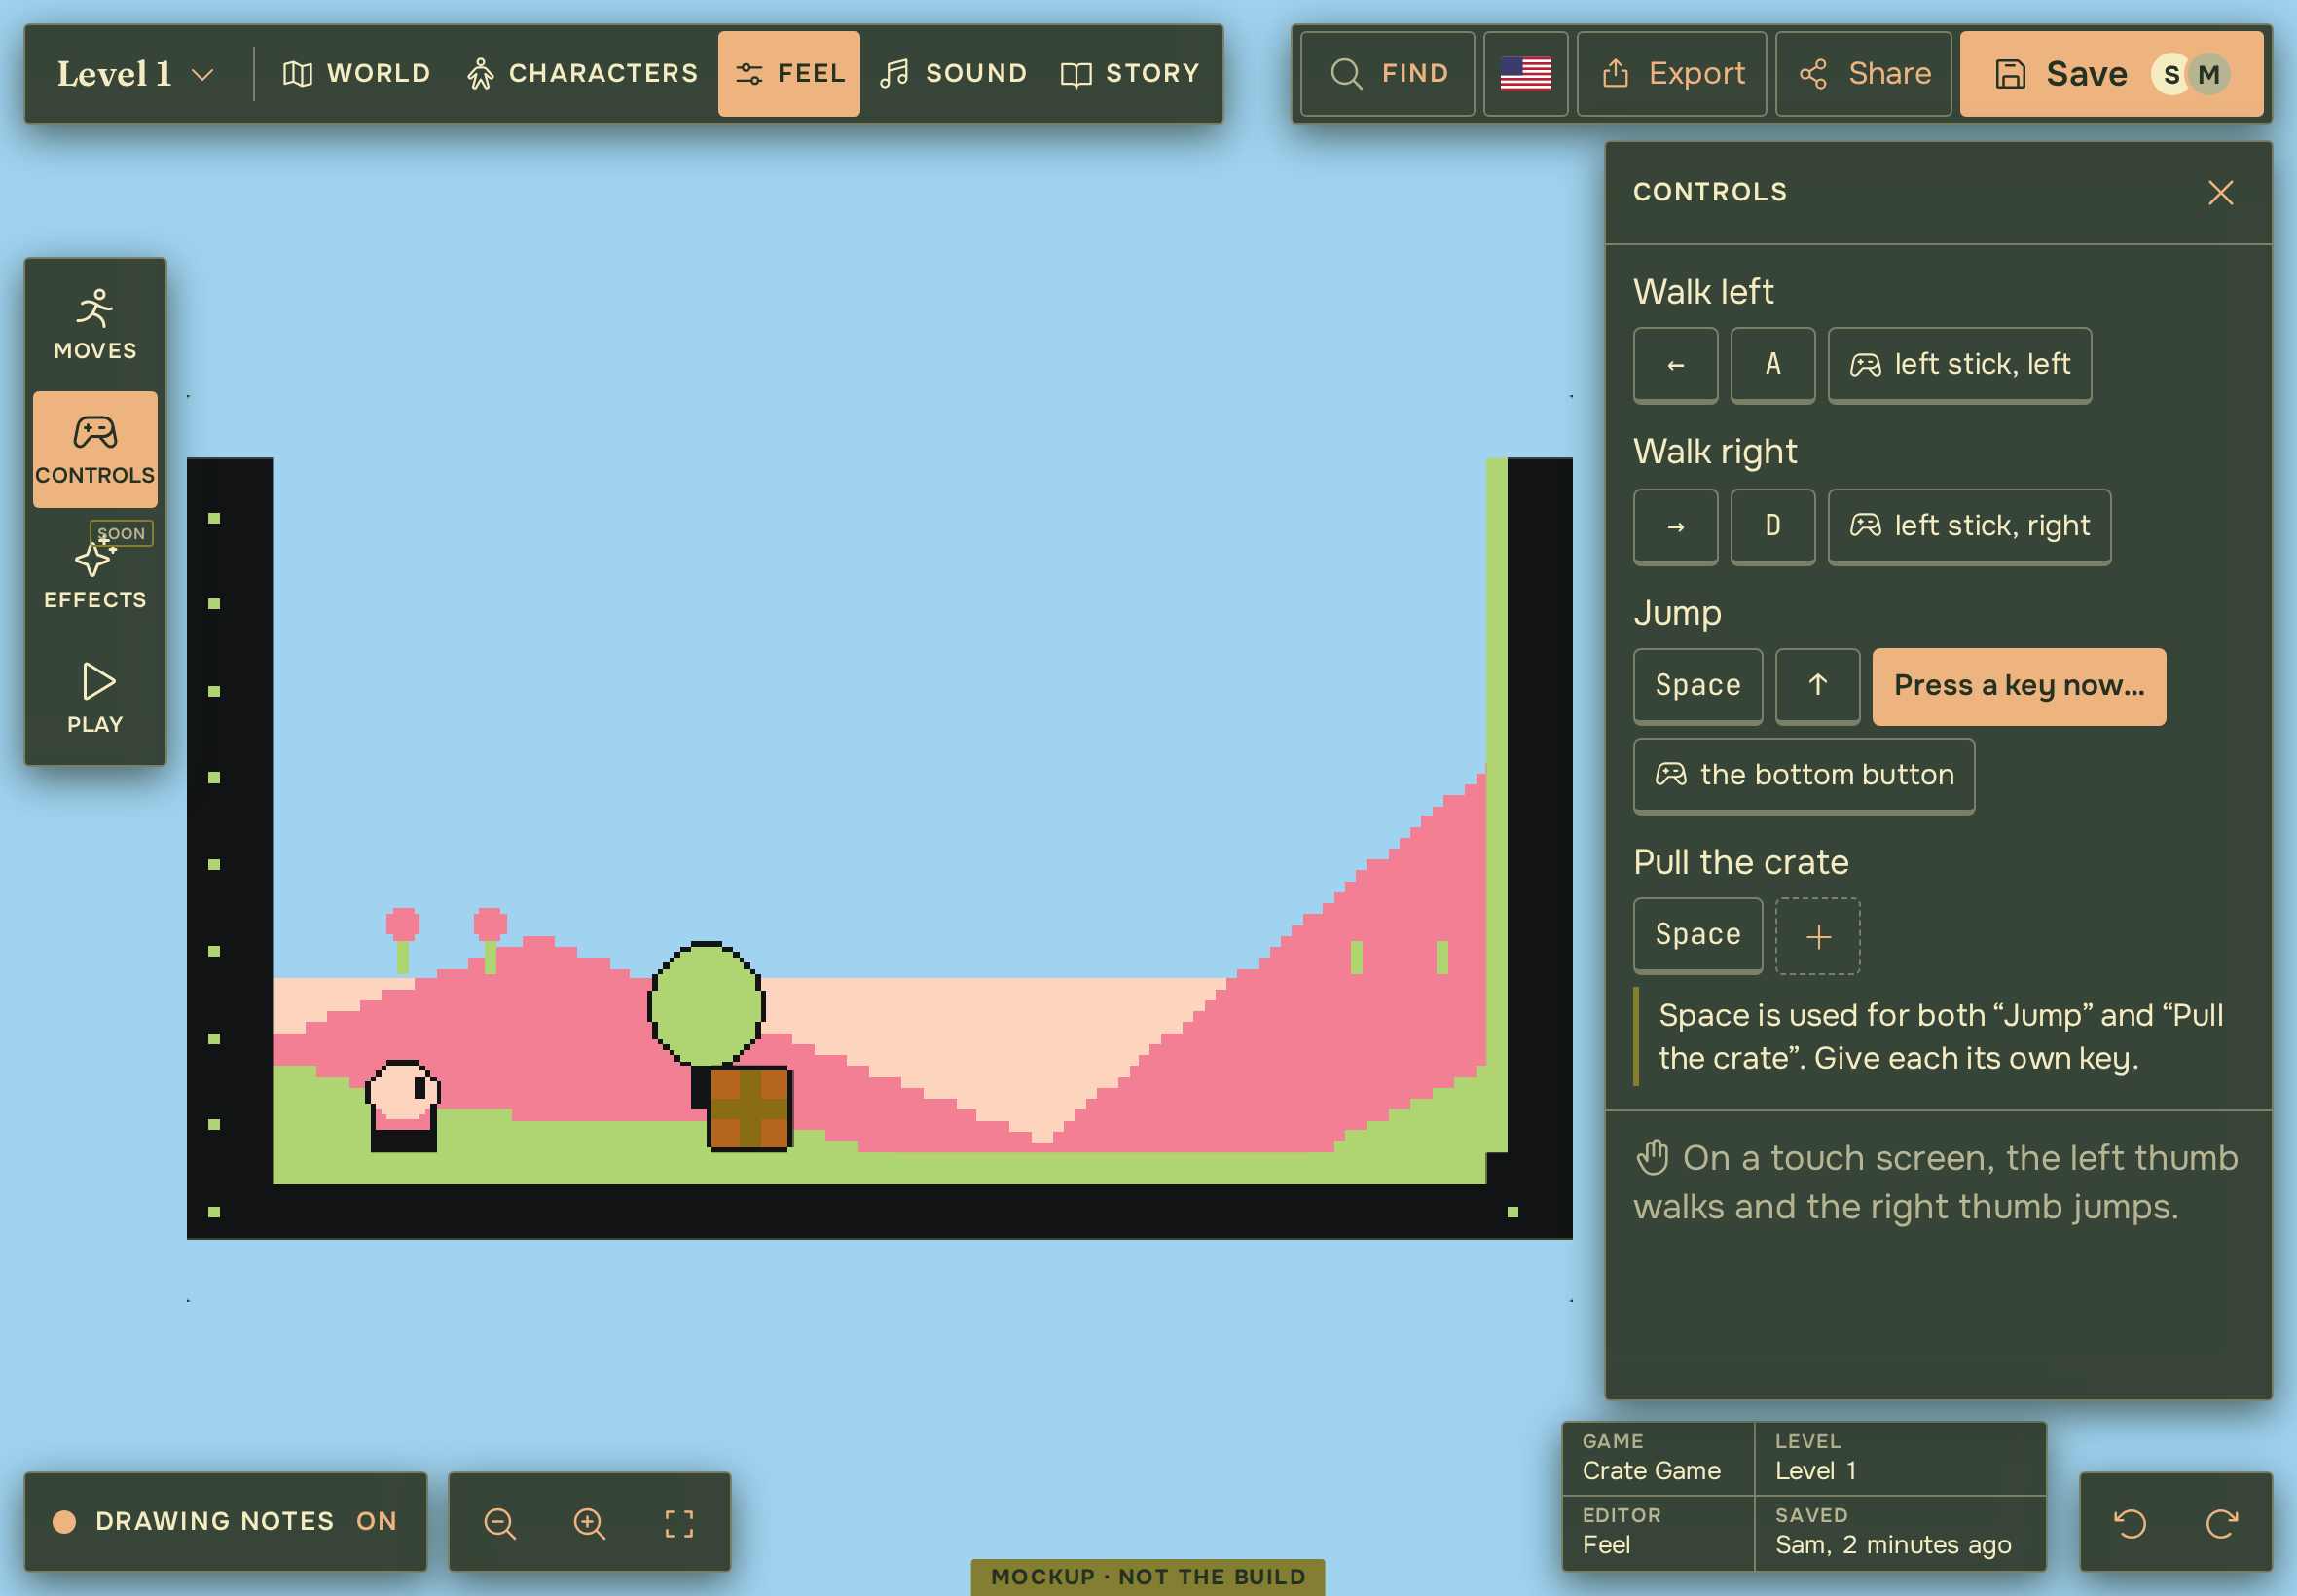 Level 1
WORLD
CHARACTERS
FEEL
SOUND
STORY
FIND
Export
Share
Save
S
M
MOVES
CONTROLS
SOON
EFFECTS
PLAY
CONTROLS
Walk left
←
A
left stick, left
Walk right
→
D
left stick, right
Jump
Space
↑
Press a key now...
the bottom button
Pull the crate
Space
+
Space is used for both “Jump” and “Pull
the crate”. Give each its own key.
On a touch screen, the left thumb
walks and the right thumb jumps.
DRAWING NOTES ON
GAME
Crate Game
LEVEL
Level 1
EDITOR
Feel
SAVED
Sam, 2 minutes ago
MOCKUP · NOT THE BUILD